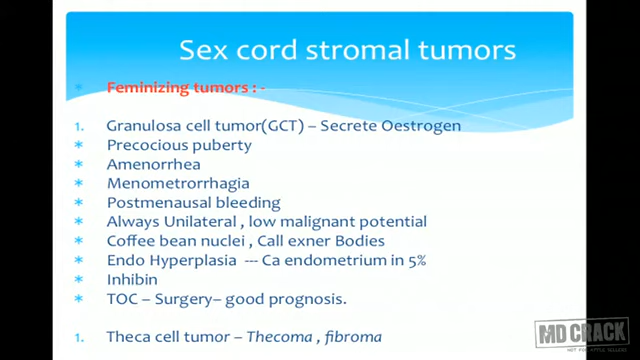 Sex cord stromal tumors
* Feminizing tumors : -
1. Granulosa cell tumor(GCT) – Secrete Oestrogen
* Precocious puberty
* Amenorrhea
* Menometrorrhagia
* Postmenausal bleeding
* Always Unilateral , low malignant potential
* Coffee bean nuclei , Call exner Bodies
* Endo Hyperplasia --- Ca endometrium in 5%
* Inhibin
* TOC – Surgery– good prognosis.
1. Theca cell tumor – Thecoma , fibroma
MD CRACK